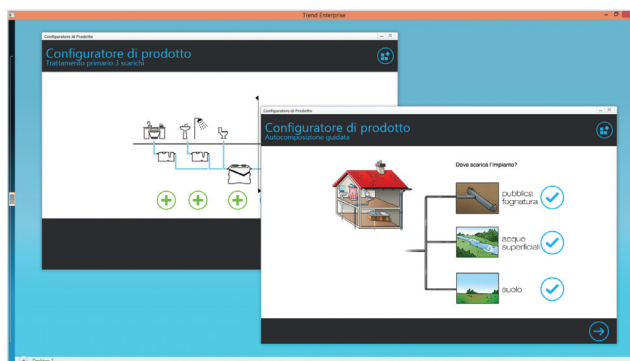 Trend Enterprise
Configuratore di Prodotto
Configuratore di prodotto
Trattamento primario 3 scarichi
Configuratore di Prodotto
Configuratore di prodotto
Autocomposizione guidata
Dove scarica l'impianto?
pubblica
fognatura
acque
superficiali
suolo